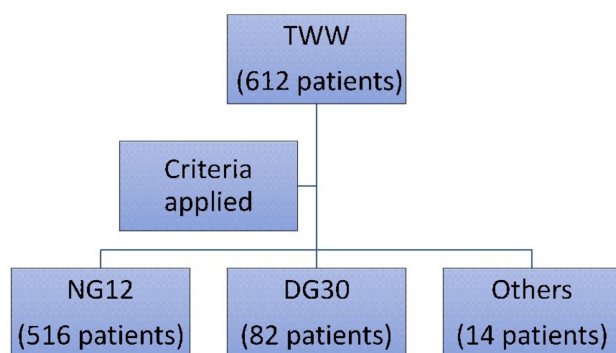 TWW
(612 patients)
Criteria
applied
NG12
(516 patients)
DG30
(82 patients)
Others
(14 patients)